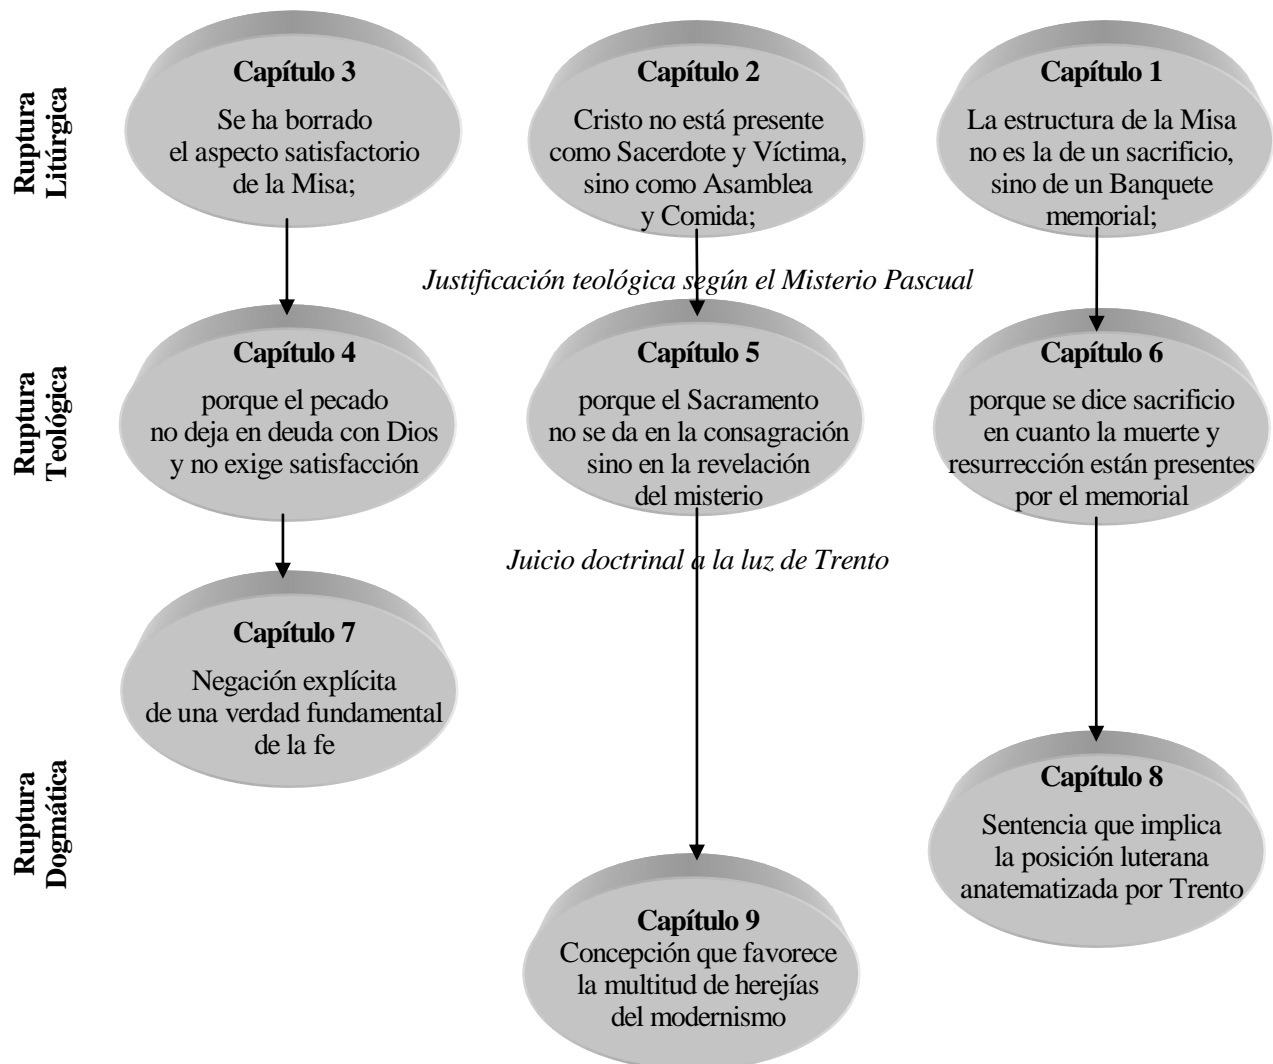 Ruptura
Litúrgica
Capítulo 3
Se ha borrado
el aspecto satisfactorio
de la Misa;
Capítulo 2
Cristo no está presente
como Sacerdote y Víctima,
sino como Asamblea
y Comida;
Capítulo 1
La estructura de la Misa
no es la de un sacrificio,
sino de un Banquete
memorial;
Justificación teológica según el Misterio Pascual
Ruptura
Teológica
Capítulo 4
porque el pecado
no deja en deuda con Dios
y no exige satisfacción
Capítulo 5
porque el Sacramento
no se da en la consagración
sino en la revelación
del misterio
Capítulo 6
porque se dice sacrificio
en cuanto la muerte y
resurrección están presentes
por el memorial
Juicio doctrinal a la luz de Trento
Ruptura
Dogmática
Capítulo 7
Negación explícita
de una verdad fundamental
de la fe
Capítulo 8
Sentencia que implica
la posición luterana
anatematizada por Trento
Capítulo 9
Concepción que favorece
la multitud de herejías
del modernismo